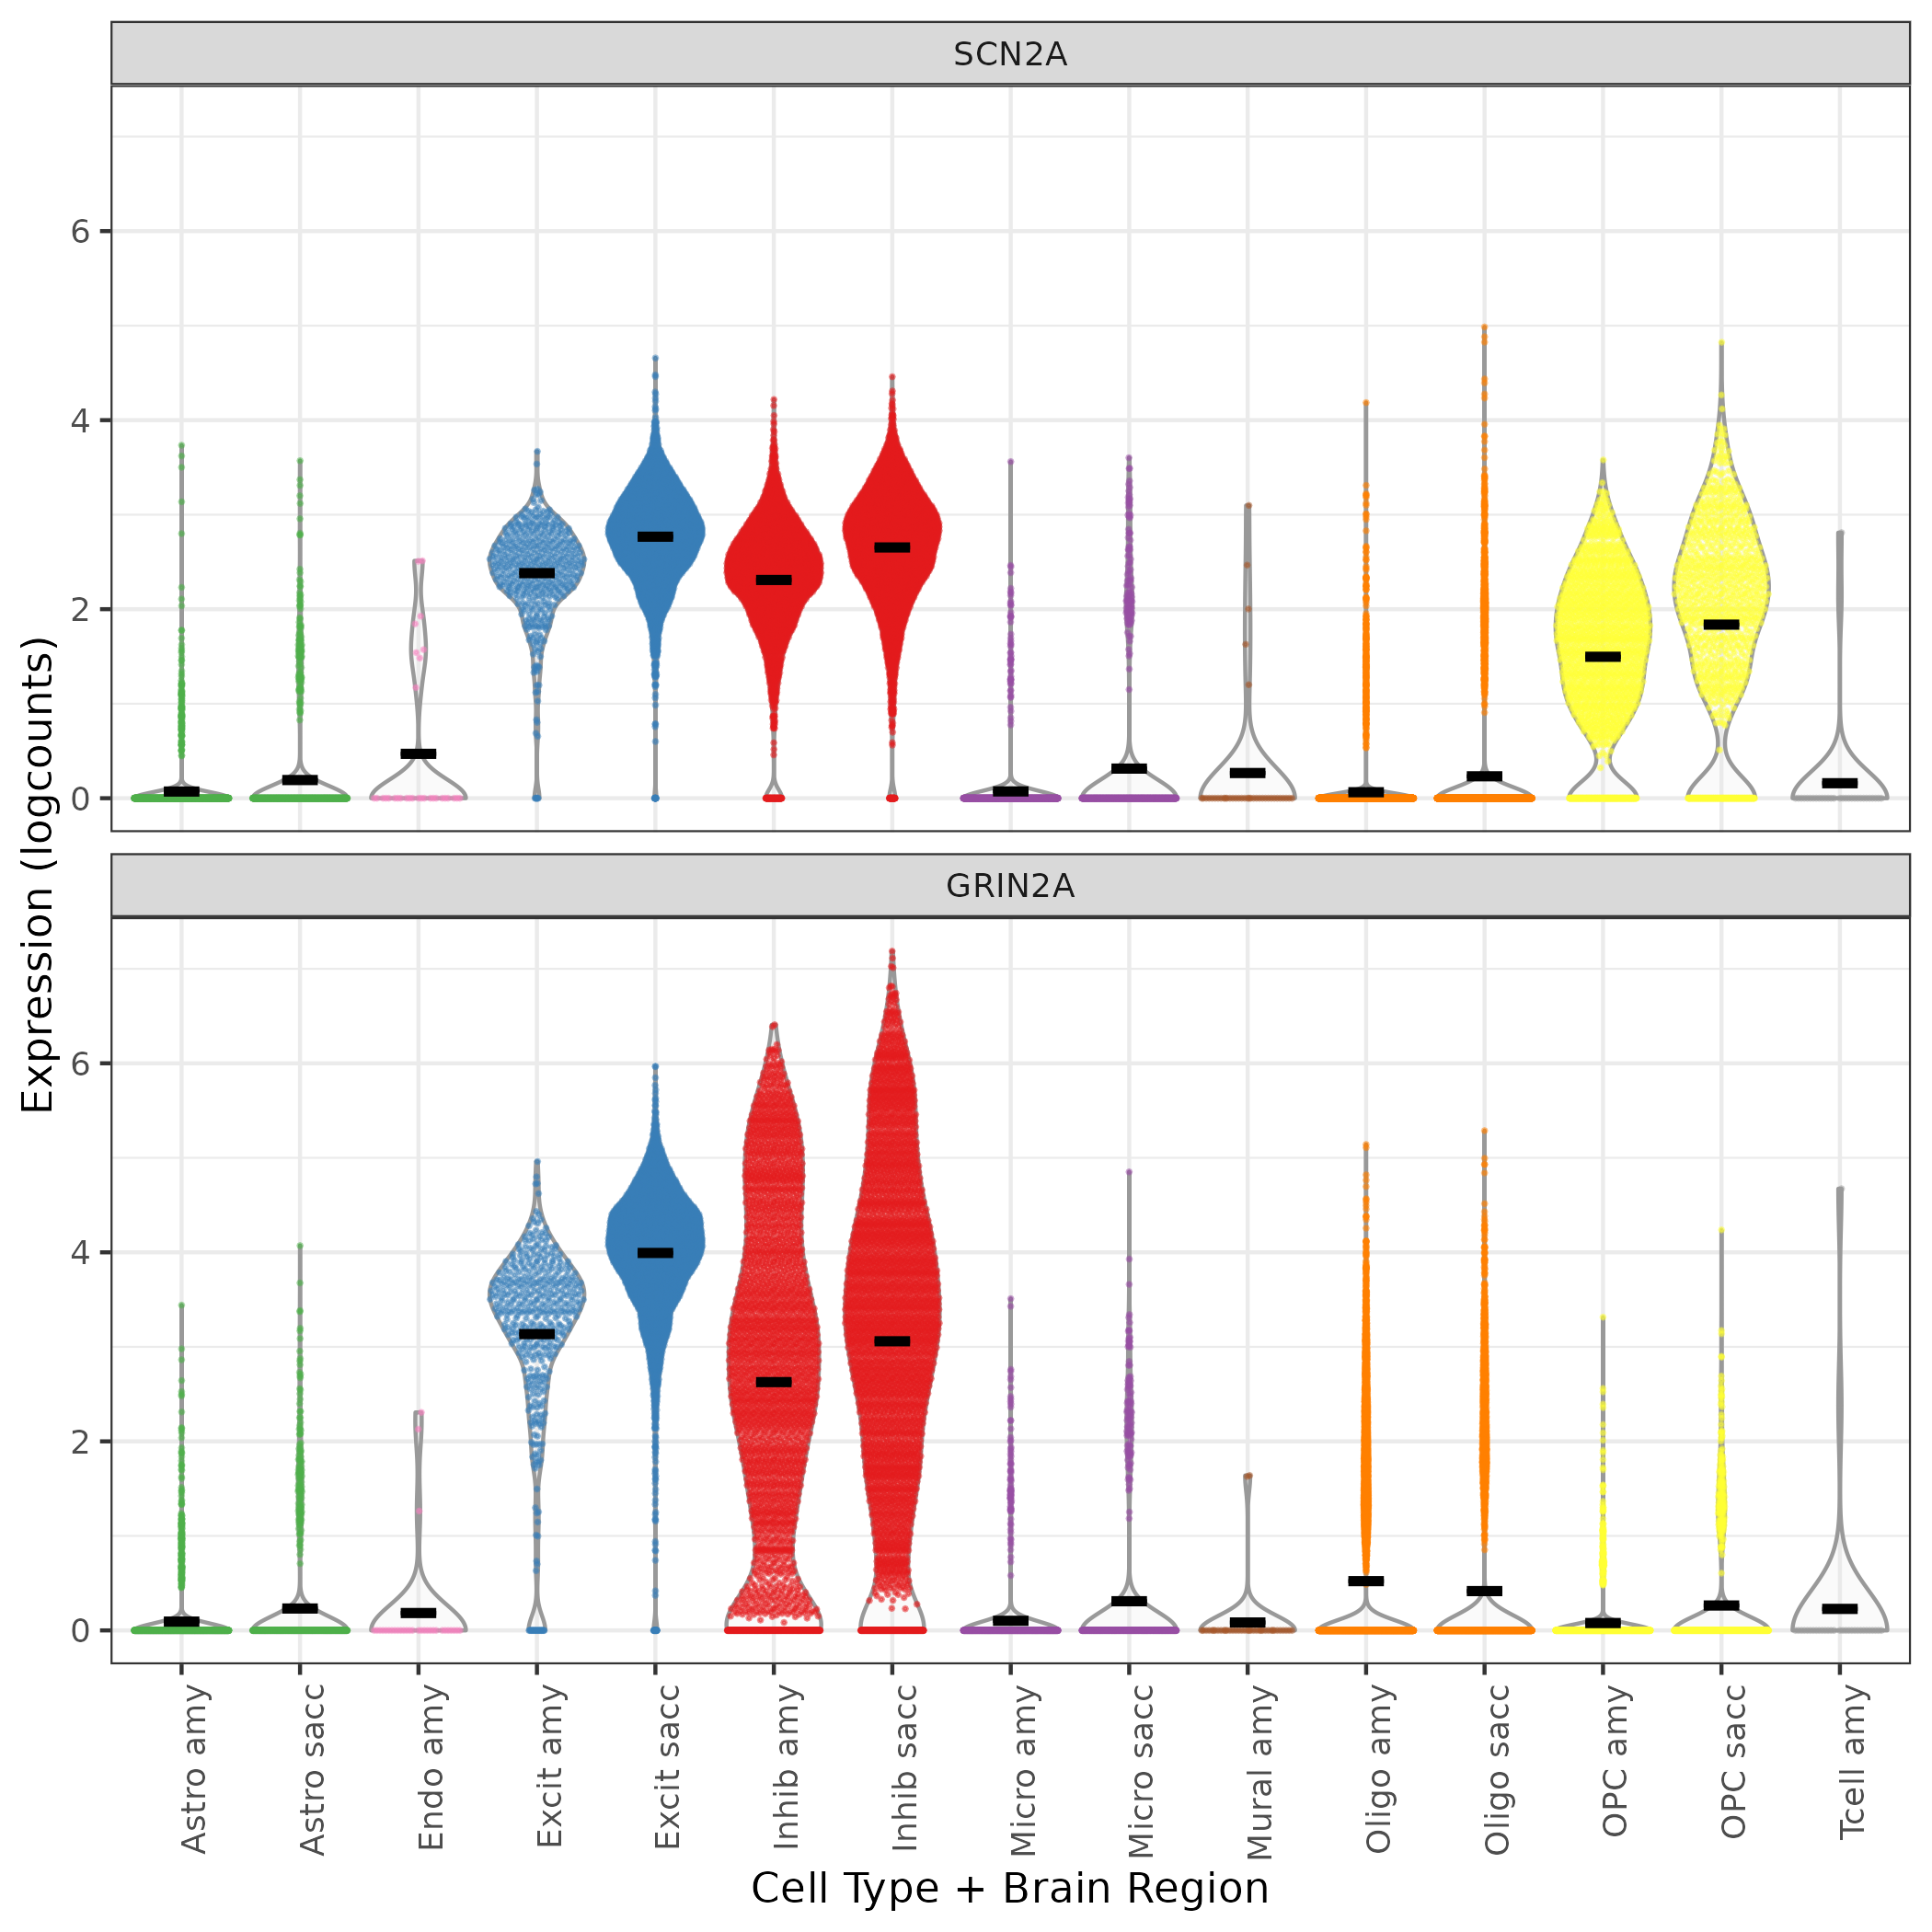 SCN2A
6
4
2
0
Expression (logcounts)
GRIN2A
6
4
2
0
Astro amy
Astro sacc
Endo amy
Excit amy
Excit sacc
Inhib amy
Inhib sacc
Micro amy
Micro sacc
Mural amy
Oligo amy
Oligo sacc
OPC amy
OPC sacc
Tcell amy
Cell Type + Brain Region